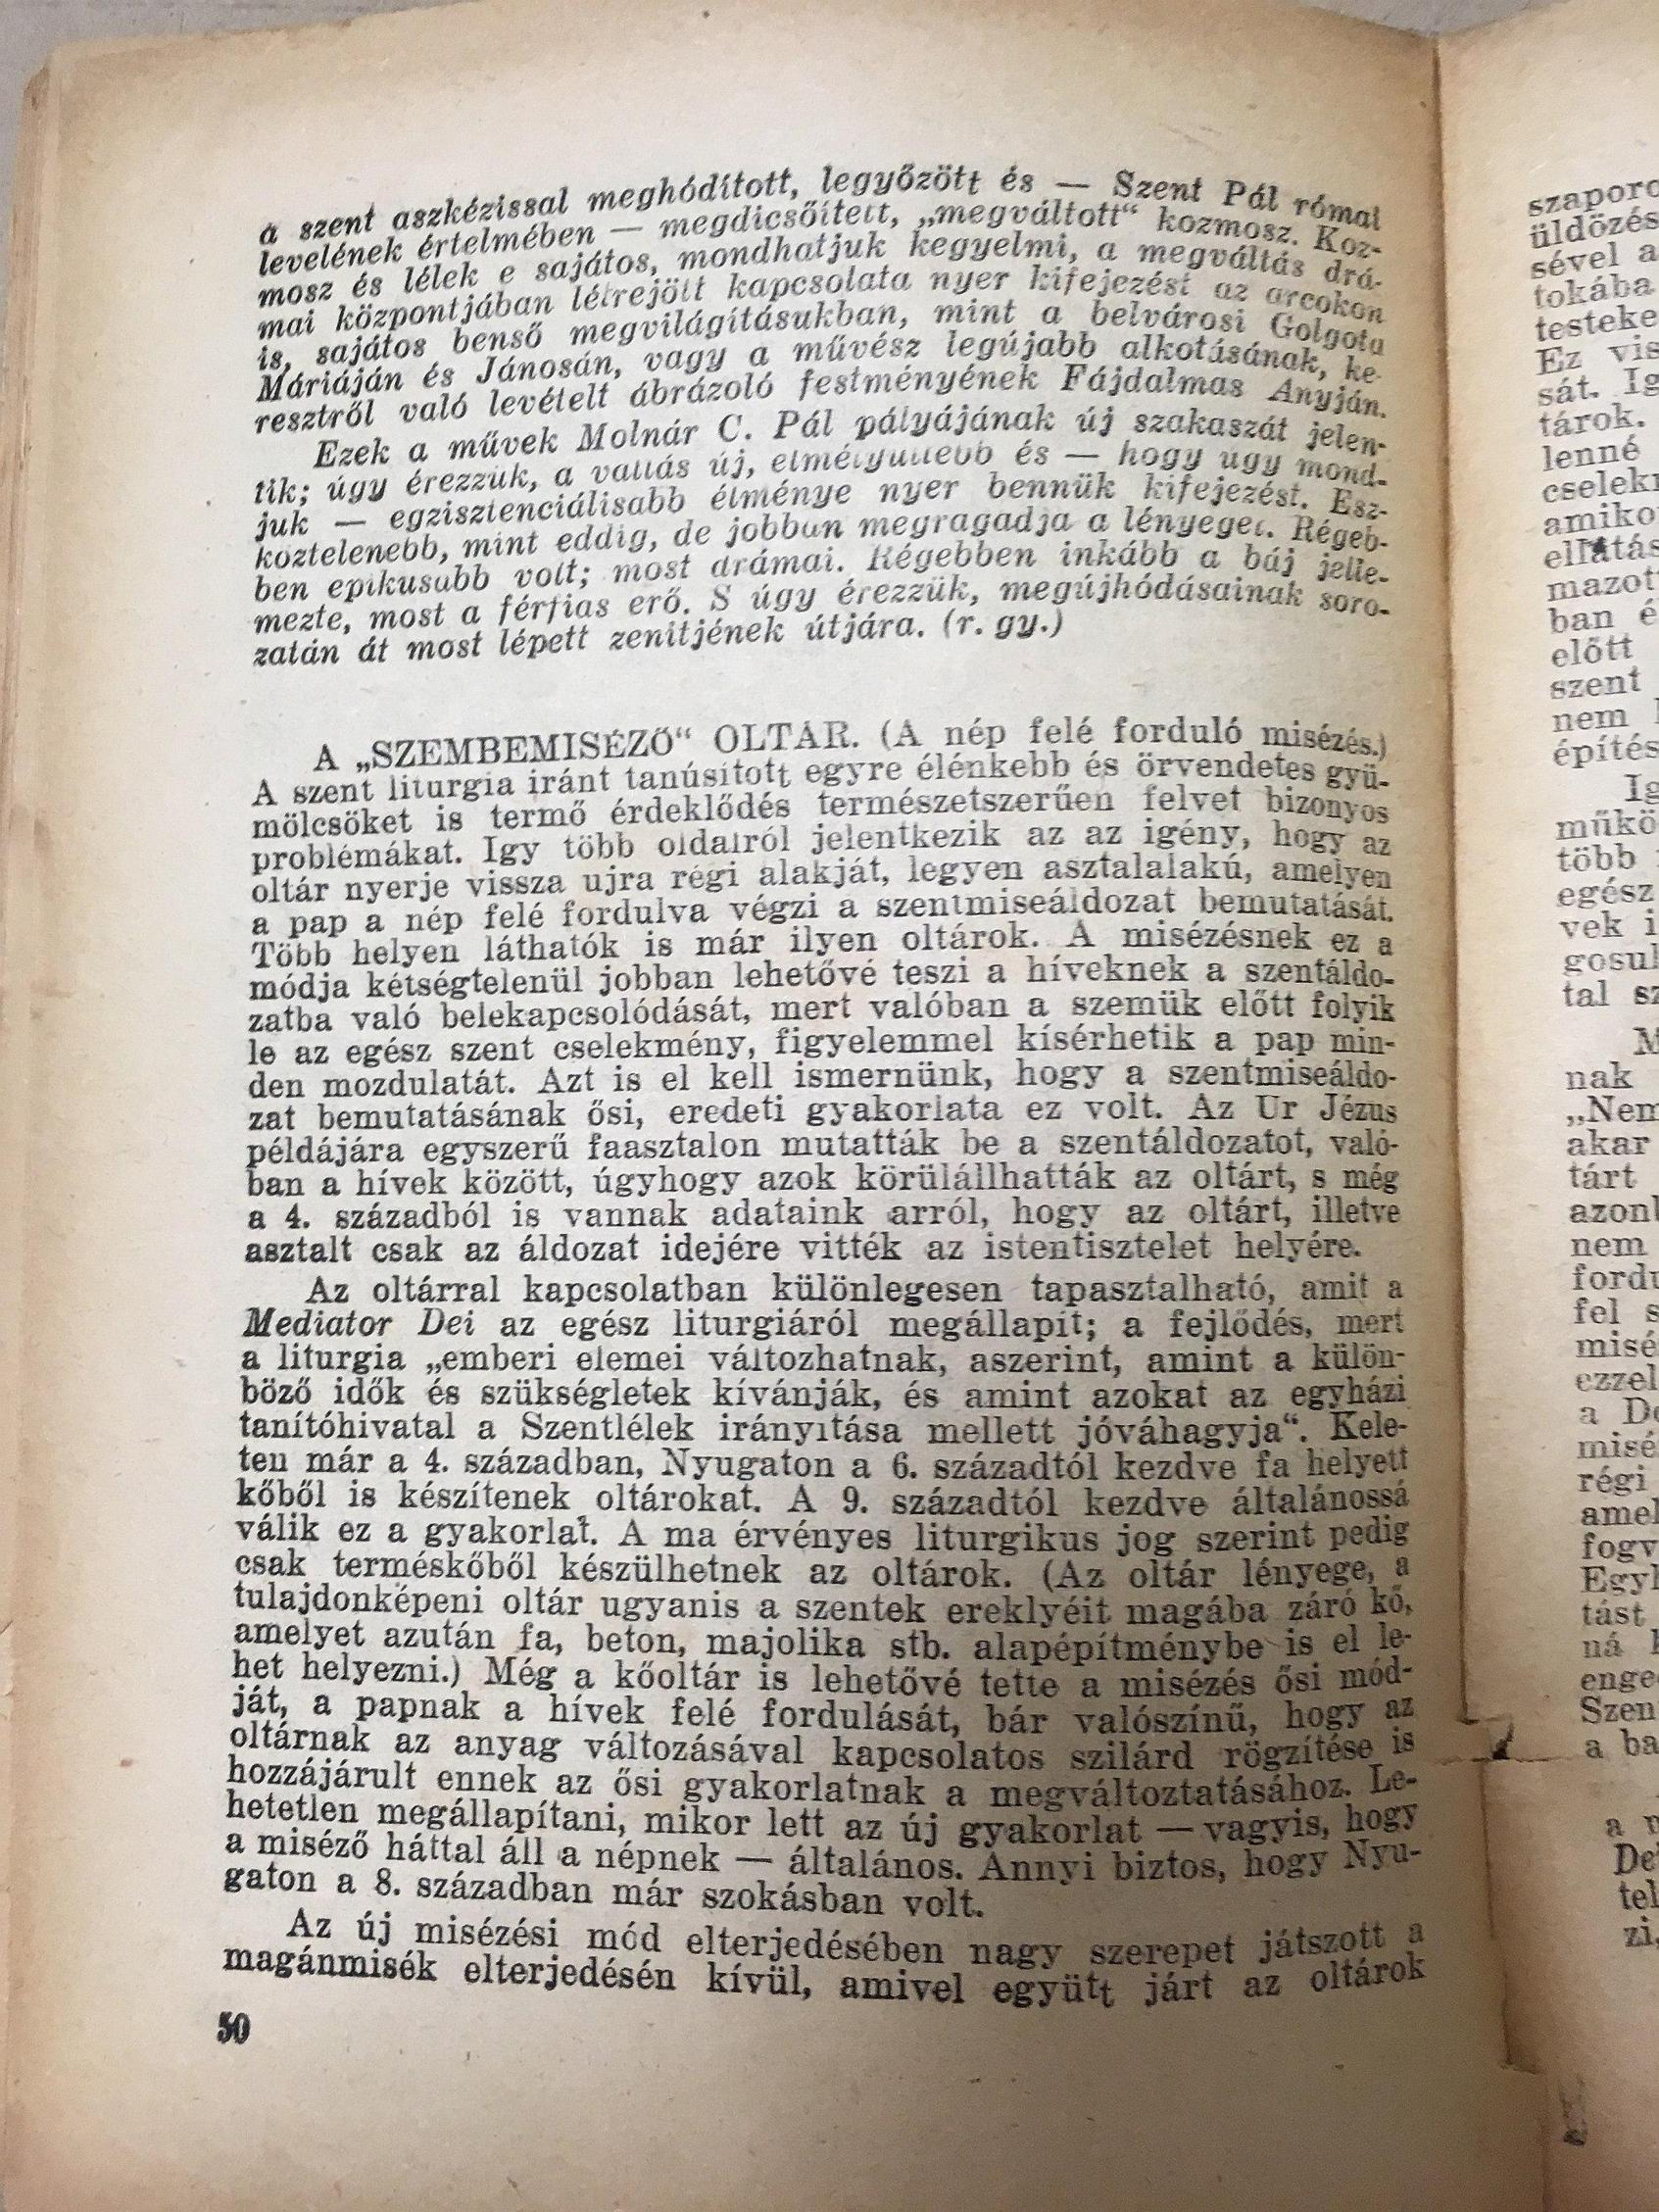 a szent aszkézissal meghódított, legyőzött és — Szent Pál római
levelének értelmében — megdicsőített, „megváltott“ kozmosz. Koz-
mosz és lélek e sajátos, mondhatjuk kegyelmi, a megváltás drá-
mai központjában létrejött kapcsolata nyer kifejezést az arcokon
is, sajátos benső megvilágításukban, mint a belvárosi Golgota
Máriáján és Jánosán, vagy a művész legújabb alkotásának, ke-
resztről való levételt ábrázoló festményének Fájdalmas Anyján.
Ezek a művek Molnár C. Pál pályájának új szakaszát jelen-
tik; úgy érezzük, a vallás új, elmélyültebb és — hogy úgy mond-
juk — egzisztenciálisabb élménye nyer bennük kifejezést. Esz-
köztelenebb, mint eddig, de jobban megragadja a lényeget. Régeb-
ben epikusabb volt; most drámai. Régebben inkább a báj jelle-
mezte, most a férfias erő. S úgy érezzük, megújhódásainak soro-
zatán át most lépett zenitjének útjára. (r. gy.)
A „SZEMBEMISÉZŐ“ OLTÁR. (A nép felé forduló misézés.)
A szent liturgia iránt tanúsított egyre élénkebb és örvendetes gyü-
mölcsöket is termő érdeklődés természetszerűen felvet bizonyos
problémákat. Igy több oldalról jelentkezik az az igény, hogy az
oltár nyerje vissza ujra régi alakját, legyen asztalalakú, amelyen
a pap a nép felé fordulva végzi a szentmiseáldozat bemutatását.
Több helyen láthatók is már ilyen oltárok. A misézésnek ez a
módja kétségtelenül jobban lehetővé teszi a híveknek a szentáldo-
zatba való belekapcsolódását, mert valóban a szemük előtt folyik
le az egész szent cselekmény, figyelemmel kísérhetik a pap min-
den mozdulatát. Azt is el kell ismernünk, hogy a szentmiseáldo-
zat bemutatásának ősi, eredeti gyakorlata ez volt. Az Ur Jézus
példájára egyszerű faasztalon mutatták be a szentáldozatot, való-
ban a hívek között, úgyhogy azok körülállhatták az oltárt, s még
a 4. századból is vannak adataink arról, hogy az oltárt, illetve
asztalt csak az áldozat idejére vitték az istentisztelet helyére.
Az oltárral kapcsolatban különlegesen tapasztalható, amit a
Mediator Dei az egész liturgiáról megállapít; a fejlődés, mert
a liturgia „emberi elemei változhatnak, aszerint, amint a külön-
böző idők és szükségletek kívánják, és amint azokat az egyházi
tanítóhivatal a Szentlélek irányítása mellett jóváhagyja“. Kele-
ten már a 4. században, Nyugaton a 6. századtól kezdve fa helyett
kőből is készítenek oltárokat. A 9. századtól kezdve általánossá
válik ez a gyakorlat. A ma érvényes liturgikus jog szerint pedig
csak terméskőből készülhetnek az oltárok. (Az oltár lényege, a
tulajdonképeni oltár ugyanis a szentek ereklyéit magába záró kő,
amelyet azután fa, beton, majolika stb. alapépítménybe is el le-
het helyezni.) Még a kőoltár is lehetővé tette a misézés ősi mód-
ját, a papnak a hívek felé fordulását, bár valószínű, hogy az
oltárnak az anyag változásával kapcsolatos szilárd rögzítése is
hozzájárult ennek az ősi gyakorlatnak a megváltoztatásához. Le-
hetetlen megállapítani, mikor lett az új gyakorlat — vagyis, hogy
a miséző háttal áll a népnek — általános. Annyi biztos, hogy Nyu-
gaton a 8. században már szokásban volt.
Az új misézési mód elterjedésében nagy szerepet játszott a
magánmisék elterjedésén kívül, amivel együtt járt az oltárok
50